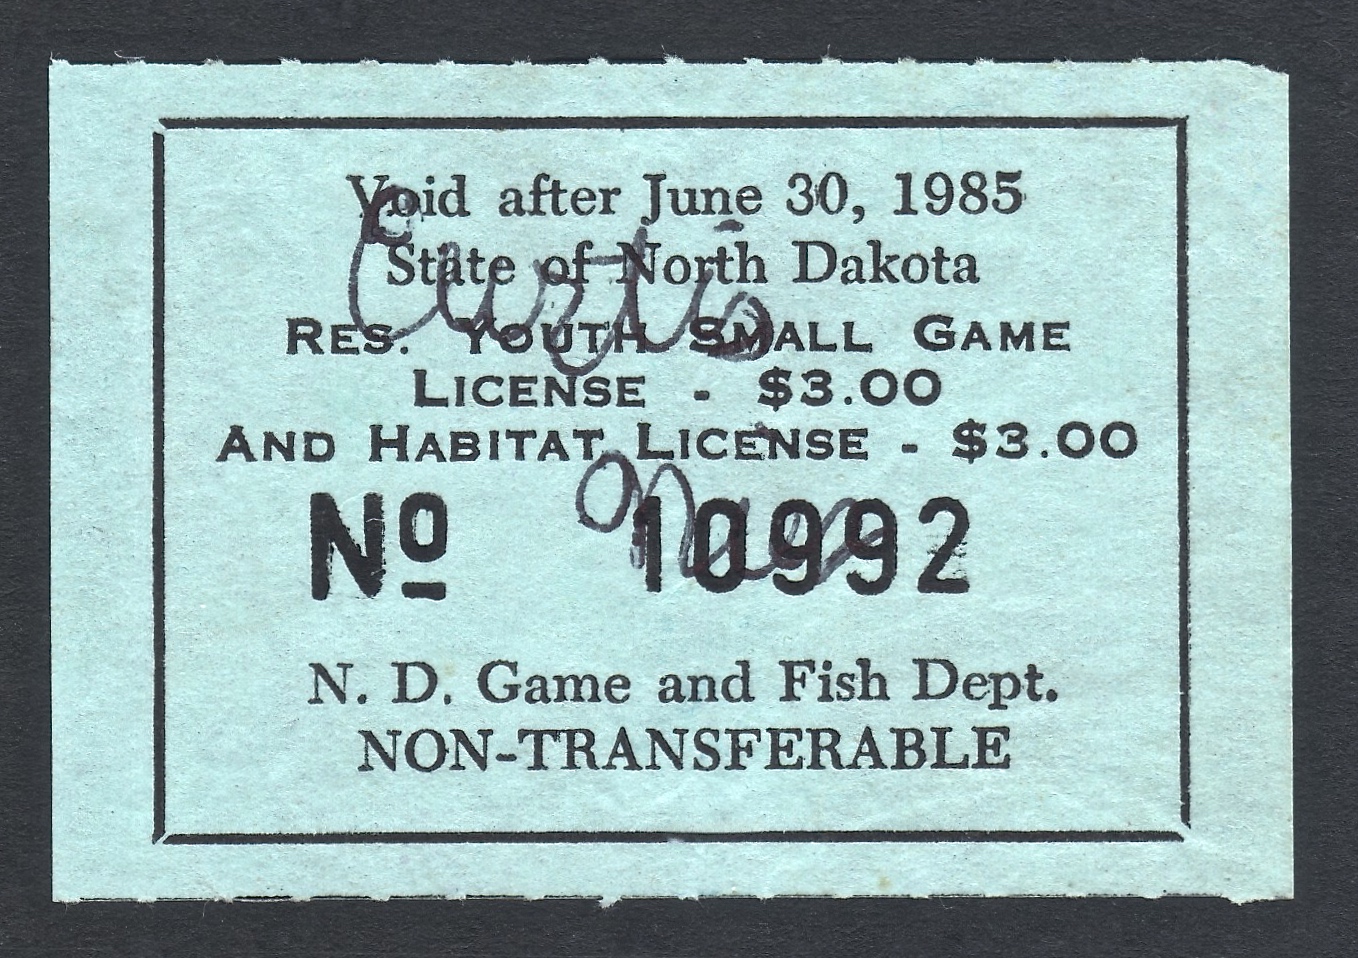 Void after June 30, 1985
State of North Dakota
RES. YOUTH SMALL GAME
LICENSE - $3.00
AND HABITAT LICENSE - $3.00
No 10992
N. D. Game and Fish Dept.
NON-TRANSFERABLE
Curtis